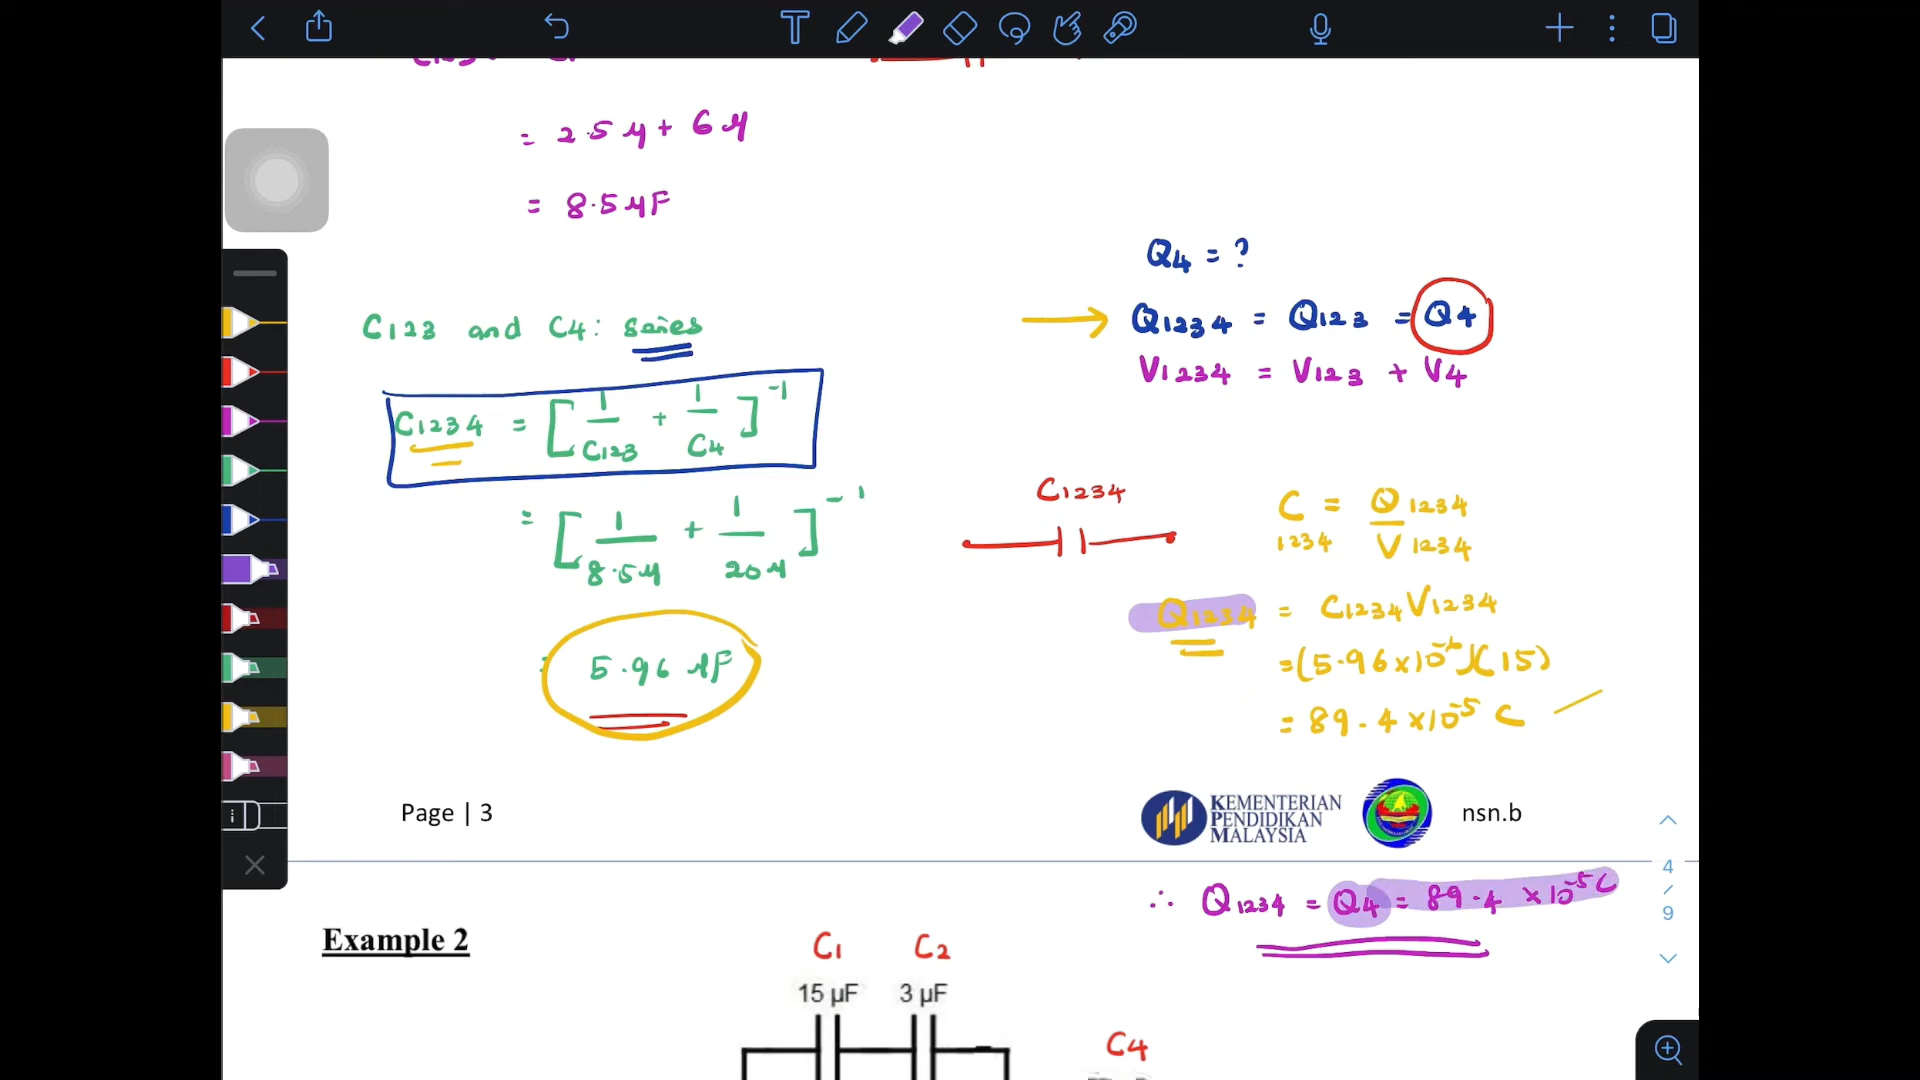 = 2.5 μ + 6 μ
= 8.5 μF
Q4 = ?
Q1234 = Q123 = Q4
V1234 = V123 + V4
C123 and C4: series
C1234 = [1/C123 + 1/C4]^-1
= [1/8.5μ + 1/20μ]^-1
= 5.96 μF
C1234
C1234 = Q1234/V1234
Q1234 = C1234V1234
= (5.96 x 10^-6)(15)
= 89.4 x 10^-5 C
Page | 3
KEMENTERIAN
PENDIDIKAN
MALAYSIA
nsn.b
4
/
9
∴ Q1234 = Q4 = 89.4 x 10^-5 C
Example 2
C1 C2
15 µF 3 µF
C4